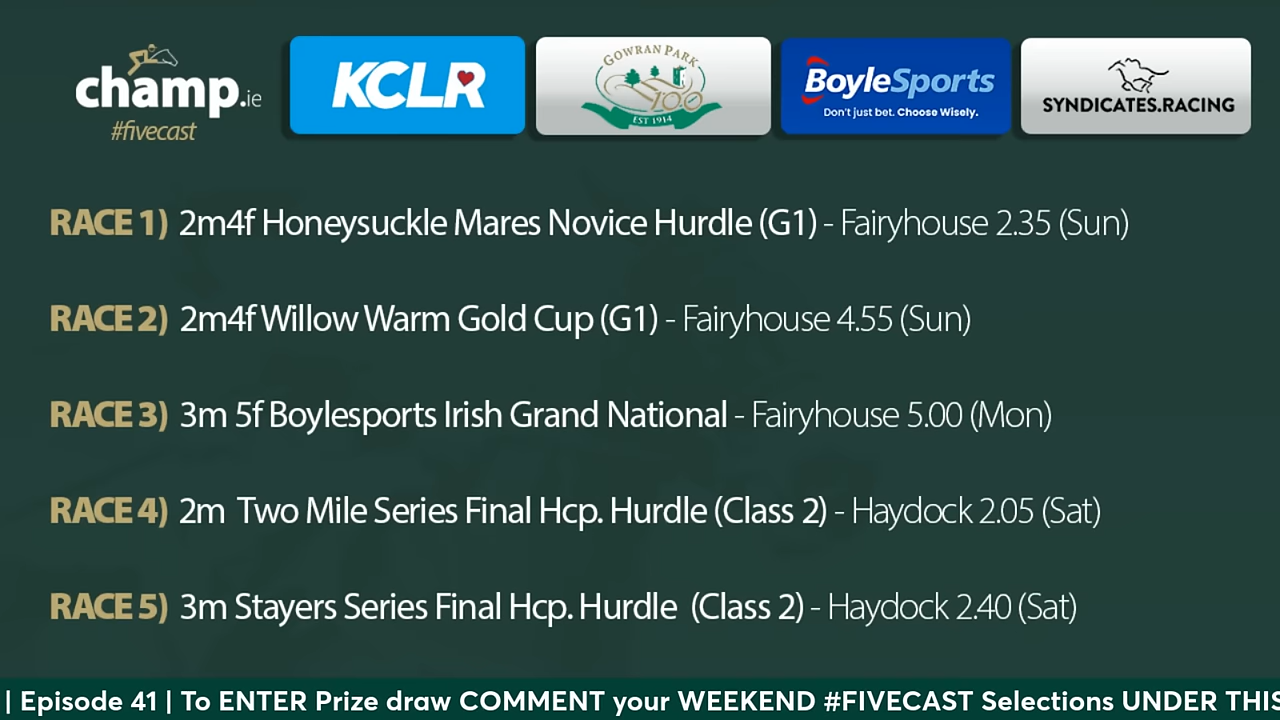 champ.ie
#fivecast
KCLR
GOWRAN PARK
100
EST 1914
BoyleSports
Don't just bet. Choose Wisely.
SYNDICATES.RACING
RACE 1) 2m4f Honeysuckle Mares Novice Hurdle (G1) - Fairyhouse 2.35 (Sun)
RACE 2) 2m4f Willow Warm Gold Cup (G1) - Fairyhouse 4.55 (Sun)
RACE 3) 3m 5f Boylesports Irish Grand National - Fairyhouse 5.00 (Mon)
RACE 4) 2m Two Mile Series Final Hcp. Hurdle (Class 2) - Haydock 2.05 (Sat)
RACE 5) 3m Stayers Series Final Hcp. Hurdle (Class 2) - Haydock 2.40 (Sat)
| Episode 41 | To ENTER Prize draw COMMENT your WEEKEND #FIVECAST Selections UNDER THIS